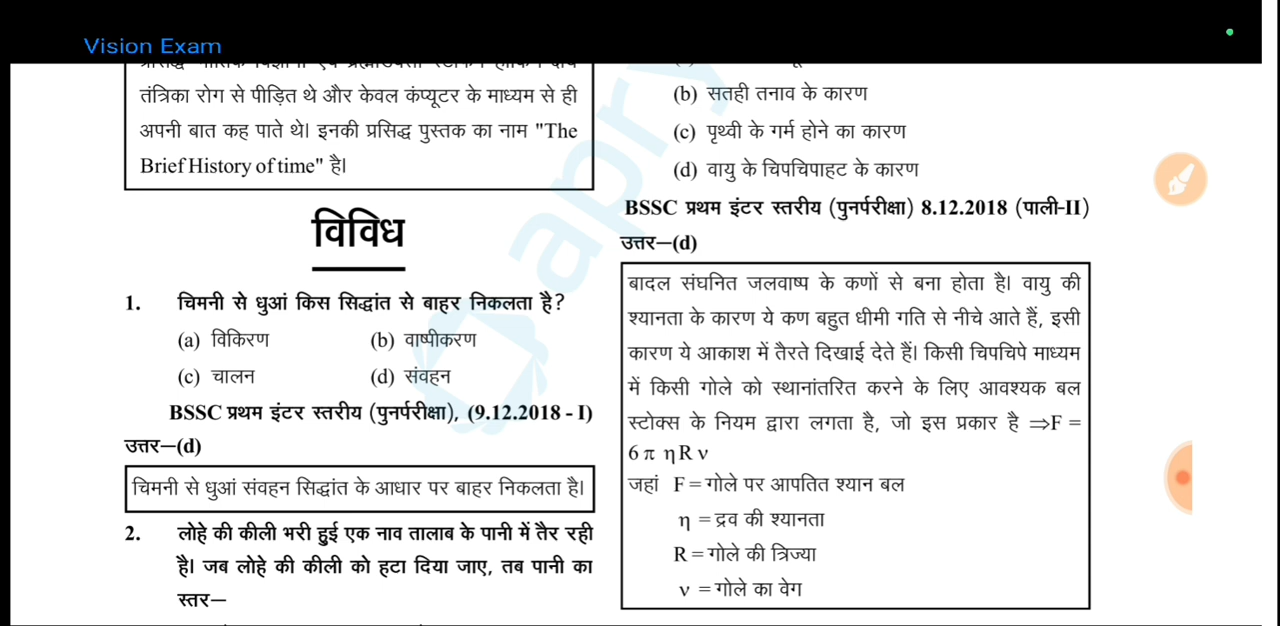 Vision Exam
तंत्रिका रोग से पीड़ित थे और केवल कंप्यूटर के माध्यम से ही
अपनी बात कह पाते थे। इनकी प्रसिद्ध पुस्तक का नाम "The
Brief History of time" है।
विविध
1. चिमनी से धुआं किस सिद्धांत से बाहर निकलता है?
(a) विकिरण (b) वाष्पीकरण
(c) चालन (d) संवहन
BSSC प्रथम इंटर स्तरीय (पुनर्परीक्षा), (9.12.2018 - I)
उत्तर—(d)
चिमनी से धुआं संवहन सिद्धांत के आधार पर बाहर निकलता है।
2. लोहे की कीली भरी हुई एक नाव तालाब के पानी में तैर रही
है। जब लोहे की कीली को हटा दिया जाए, तब पानी का
स्तर—
(b) सतही तनाव के कारण
(c) पृथ्वी के गर्म होने का कारण
(d) वायु के चिपचिपाहट के कारण
BSSC प्रथम इंटर स्तरीय (पुनर्परीक्षा) 8.12.2018 (पाली-II)
उत्तर—(d)
बादल संघनित जलवाष्प के कणों से बना होता है। वायु की
श्यानता के कारण ये कण बहुत धीमी गति से नीचे आते हैं, इसी
कारण ये आकाश में तैरते दिखाई देते हैं। किसी चिपचिपे माध्यम
में किसी गोले को स्थानांतरित करने के लिए आवश्यक बल
स्टोक्स के नियम द्वारा लगता है, जो इस प्रकार है ⇒F =
6 π η R ν
जहां F = गोले पर आपतित श्यान बल
η = द्रव की श्यानता
R = गोले की त्रिज्या
ν = गोले का वेग